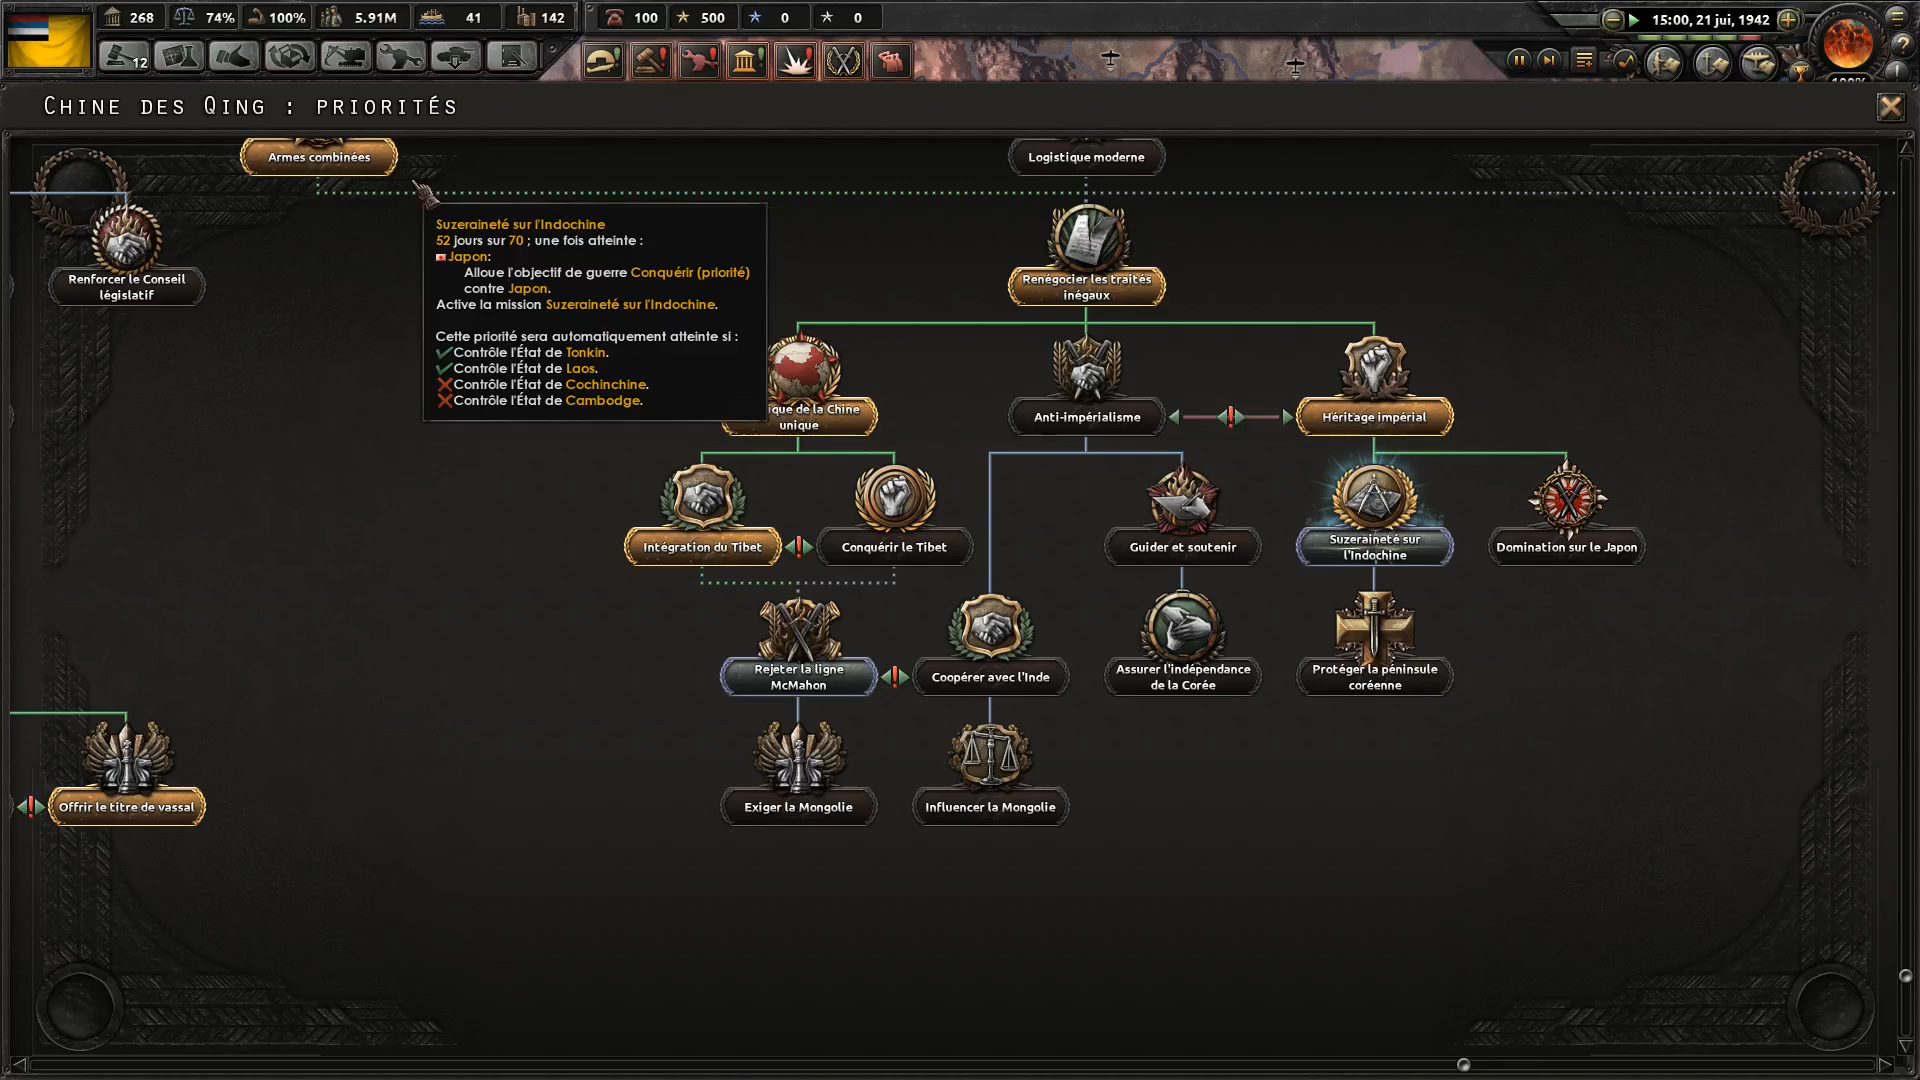 268
74%
100%
5.91M
41
142
100
500
0
0
15:00, 21 jui, 1942
12
Chine des Qing : priorités
Armes combinées
Logistique moderne
Suzeraineté sur l'Indochine
52 jours sur 70 ; une fois atteinte :
Japon:
Alloue l'objectif de guerre Conquérir (priorité)
contre Japon.
Active la mission Suzeraineté sur l'Indochine.
Cette priorité sera automatiquement atteinte si :
Contrôle l'État de Tonkin.
Contrôle l'État de Laos.
Contrôle l'État de Cochinchine.
Contrôle l'État de Cambodge.
Renforcer le Conseil
législatif
Renégocier les traités
inégaux
de la Chine
unique
Anti-impérialisme
Héritage impérial
Intégration du Tibet
Conquérir le Tibet
Guider et soutenir
Suzeraineté sur
l'Indochine
Domination sur le Japon
Rejeter la ligne
McMahon
Coopérer avec l'Inde
Assurer l'indépendance
de la Corée
Protéger la péninsule
coréenne
Offrir le titre de vassal
Exiger la Mongolie
Influencer la Mongolie